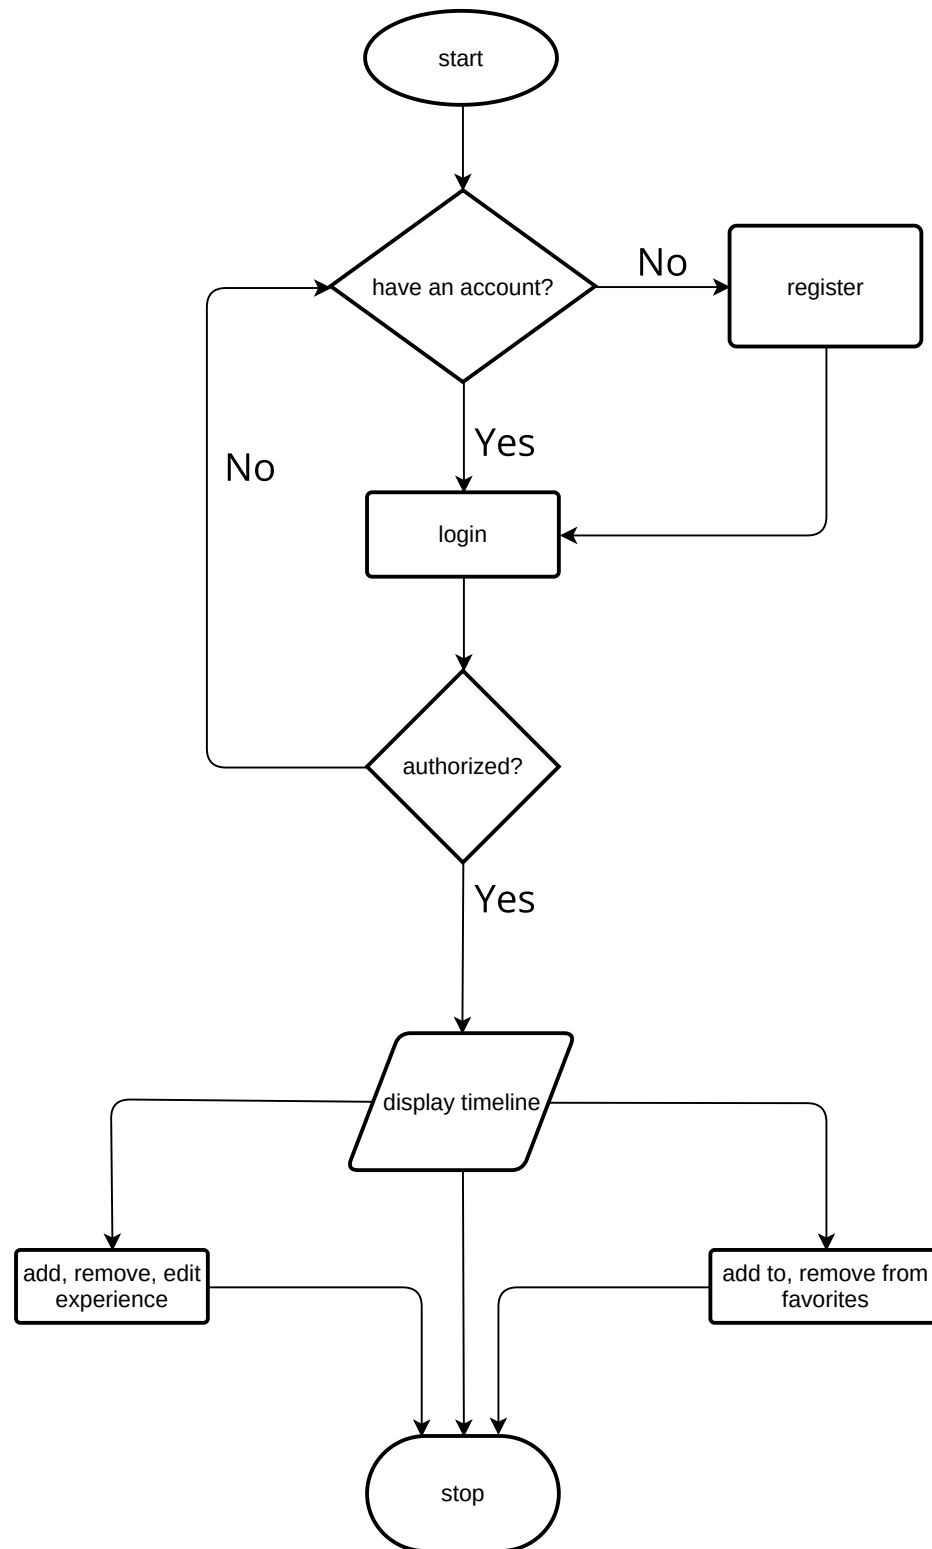 start
have an account?
No
register
Yes
No
login
authorized?
Yes
display timeline
add, remove, edit
experience
add to, remove from
favorites
stop